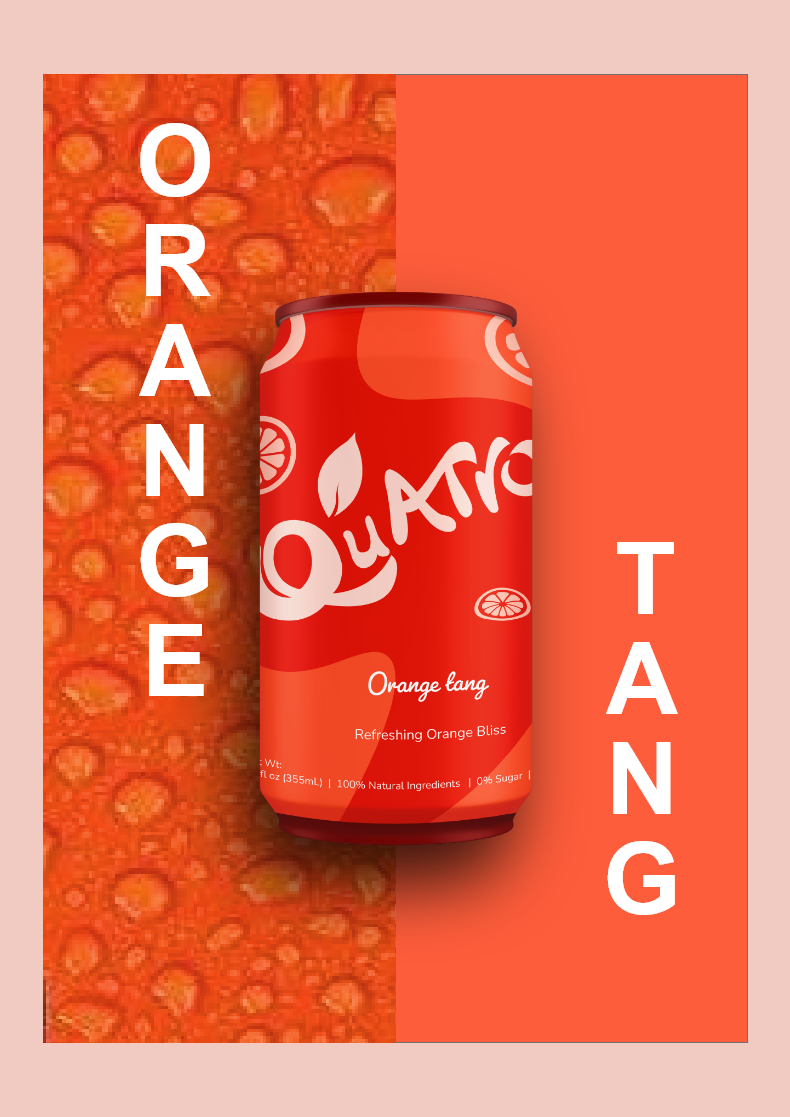 ORANGE
QuATro
Orange tang
Refreshing Orange Bliss
: Wt:
fl oz (355mL) | 100% Natural Ingredients | 0% Sugar |
TANG